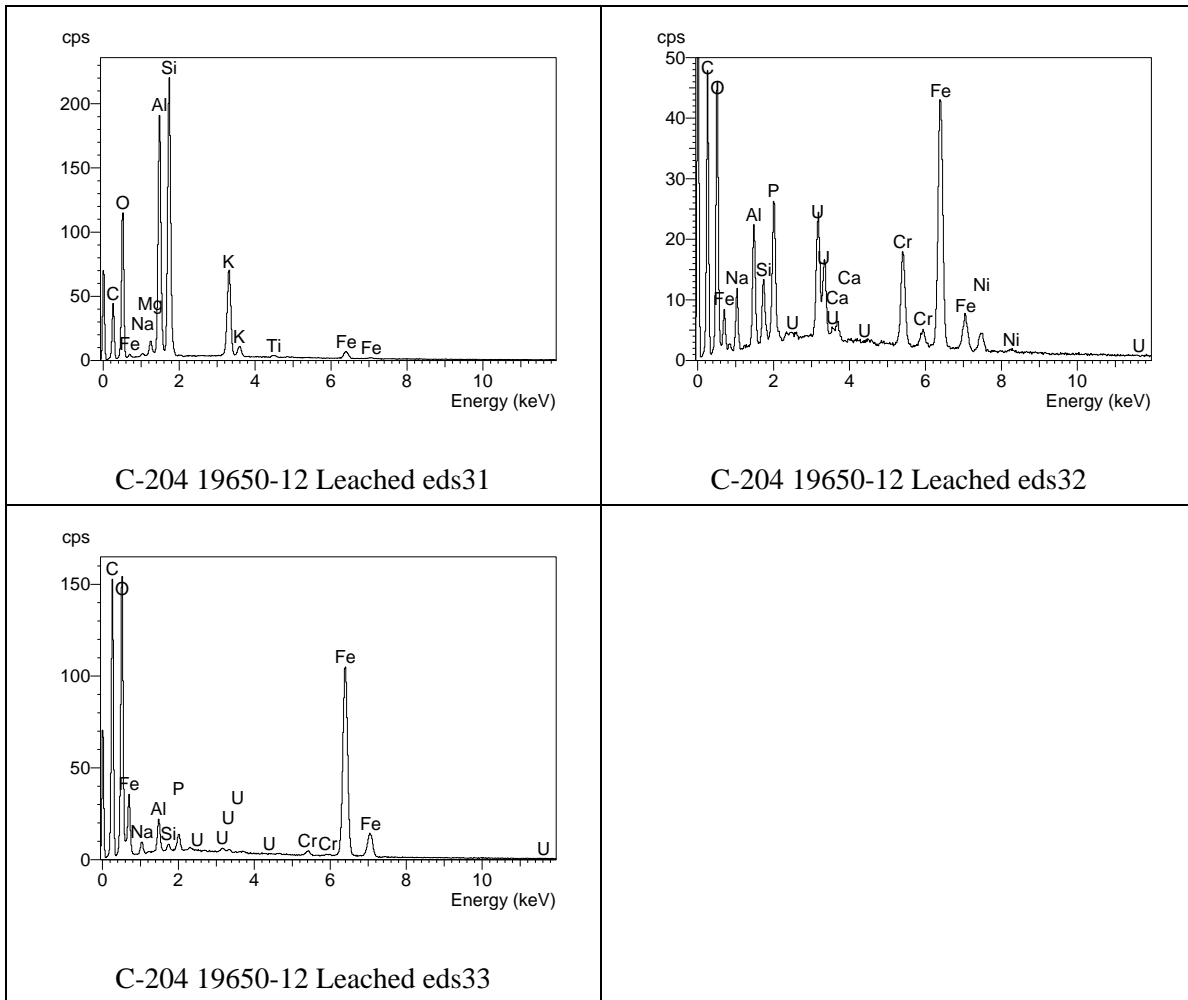 cps
200
150
100
50
0
Si
Al
O
C
K
Mg
Na
Fe
K
Ti
Fe
Fe
0
2
4
6
8
10
Energy (keV)
C-204 19650-12 Leached eds31
cps
50
40
30
20
10
0
C
O
Fe
P
Al
U
Cr
U
Na
Si
Ca
Ni
Fe
Ca
U
Fe
Cr
U
U
Ni
U
0
2
4
6
8
10
Energy (keV)
C-204 19650-12 Leached eds32
cps
150
100
50
0
C
O
Fe
Fe
P
U
Al
U
Na
Si
U
U
U
Cr
Cr
Fe
U
0
2
4
6
8
10
Energy (keV)
C-204 19650-12 Leached eds33